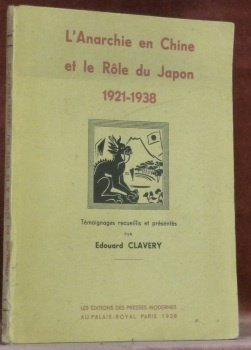 L'Anarchie en Chine
et le Rôle du Japon
1921-1938
Témoignages recueillis et présentés
PAR
Edouard CLAVERY
LES ÉDITIONS DES PRESSES MODERNES
AU PALAIS-ROYAL PARIS 1938